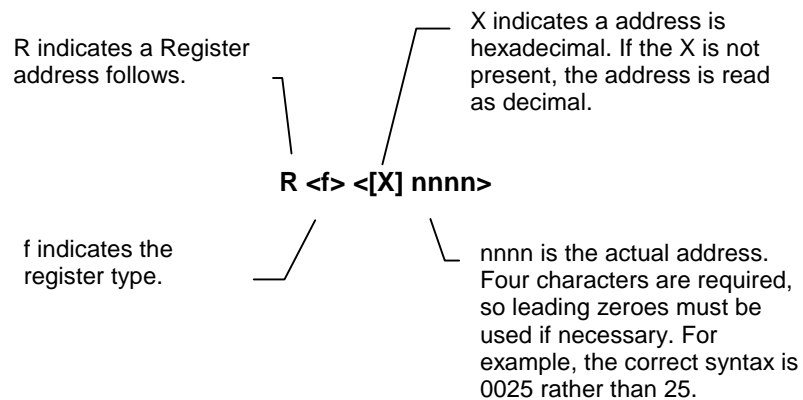 R indicates a Register
address follows.
X indicates a address is
hexadecimal. If the X is not
present, the address is read
as decimal.
R <f> <[X] nnnn>
f indicates the
register type.
nnnn is the actual address.
Four characters are required,
so leading zeroes must be
used if necessary. For
example, the correct syntax is
0025 rather than 25.